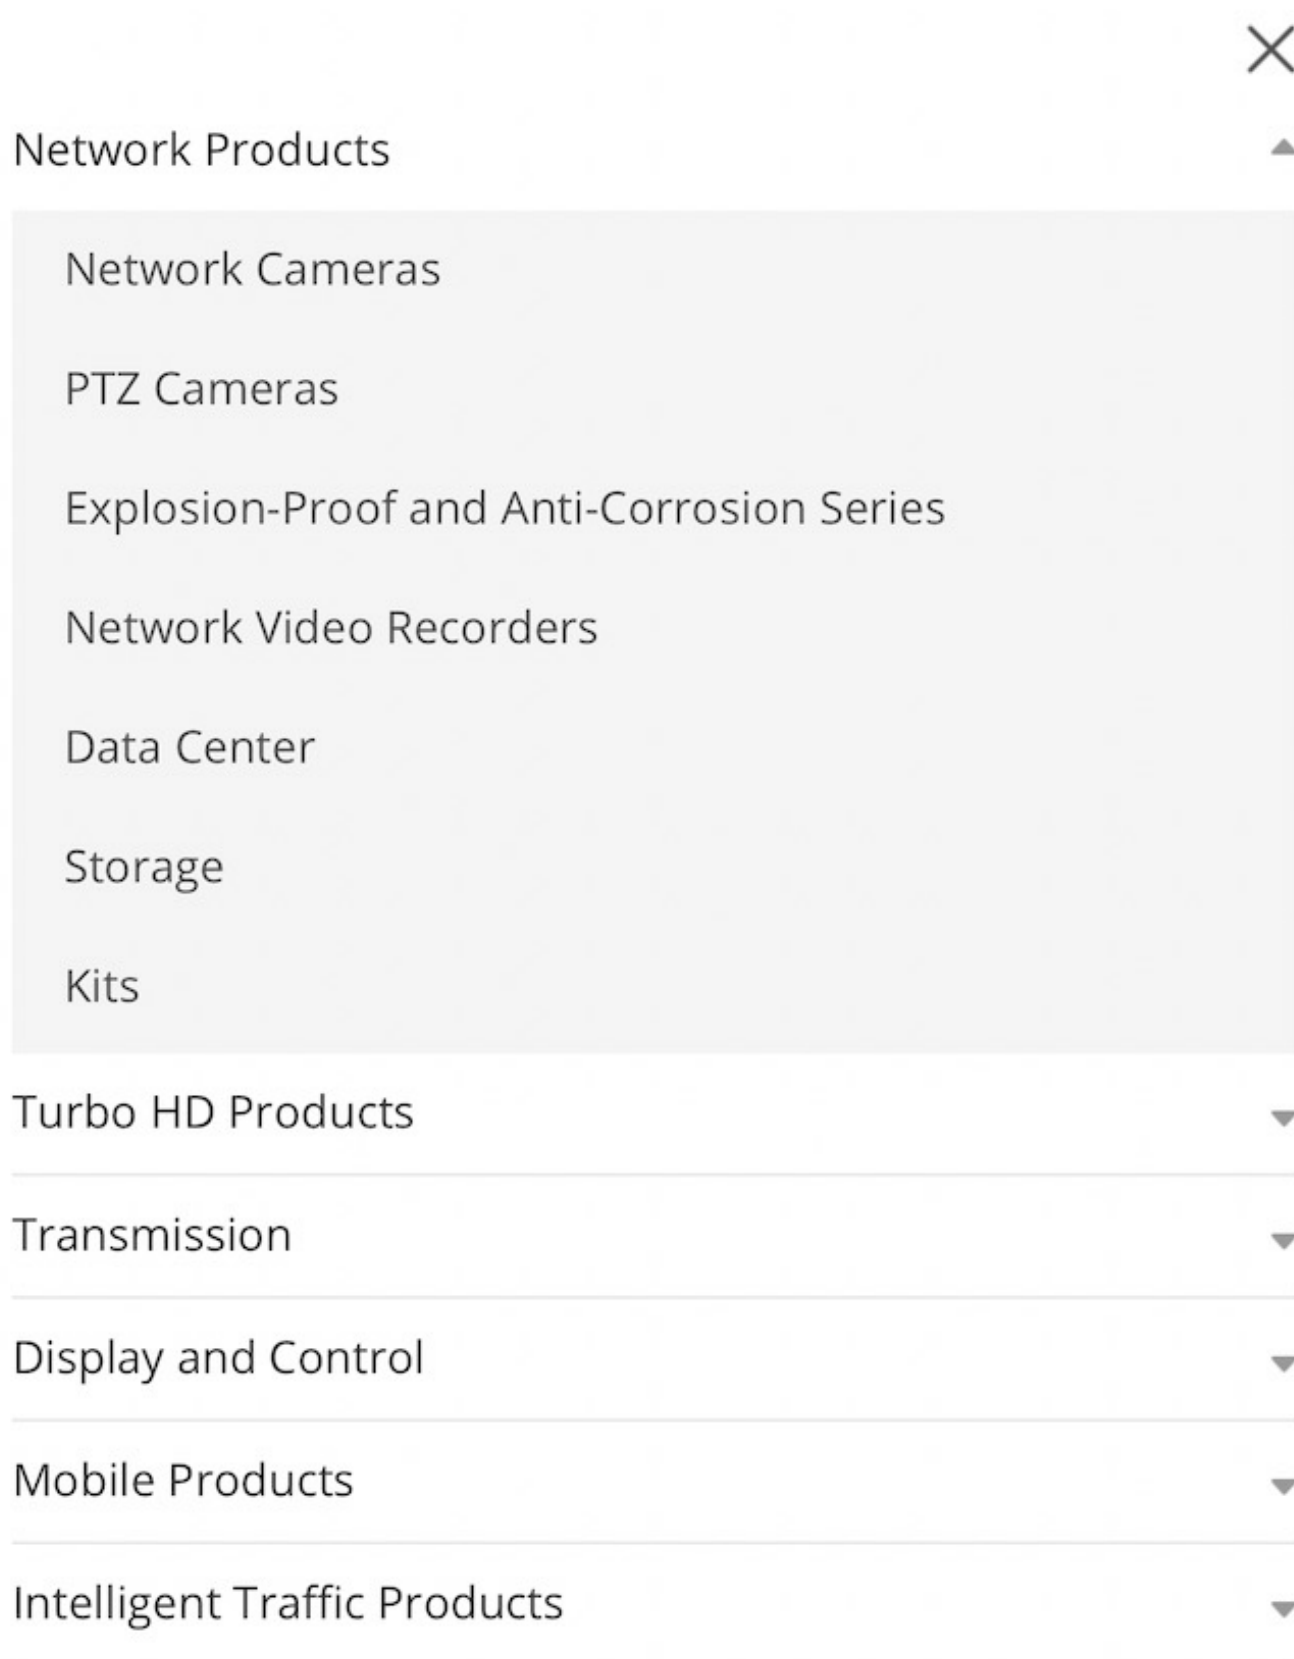 Network Products
Network Cameras
PTZ Cameras
Explosion-Proof and Anti-Corrosion Series
Network Video Recorders
Data Center
Storage
Kits
Turbo HD Products
Transmission
Display and Control
Mobile Products
Intelligent Traffic Products